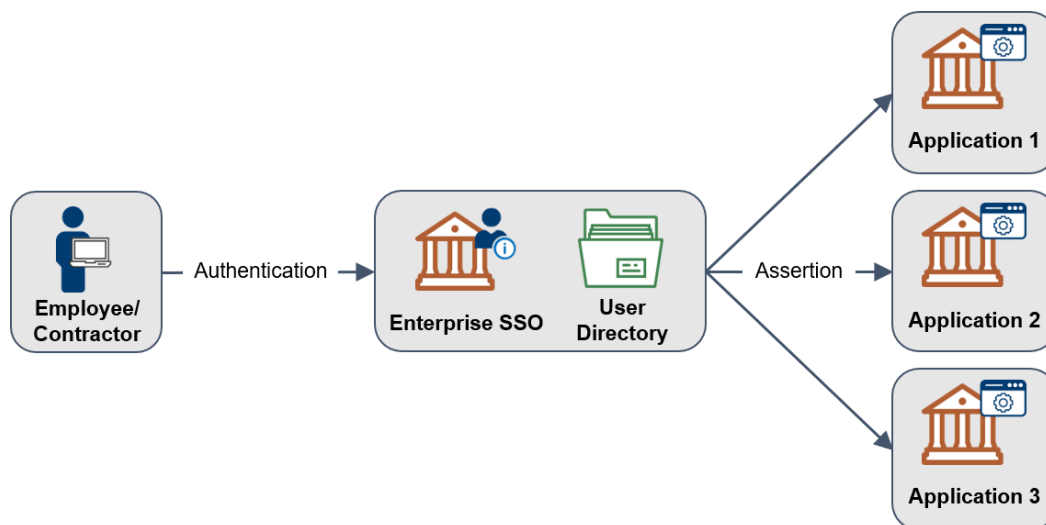 Employee/
Contractor
Authentication
Enterprise SSO
User
Directory
Assertion
Application 1
Application 2
Application 3